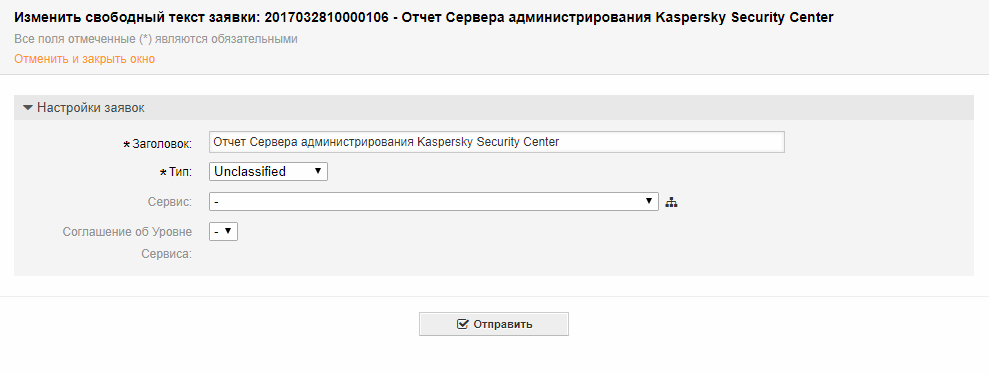 Изменить свободный текст заявки: 2017032810000106 - Отчет Сервера администрирования Kaspersky Security Center
Все поля отмеченные (*) являются обязательными
Отменить и закрыть окно
Настройки заявок
* Заголовок: Отчет Сервера администрирования Kaspersky Security Center
* Тип: Unclassified
Сервис: -
Соглашение об Уровне -
Сервиса:
Отправить